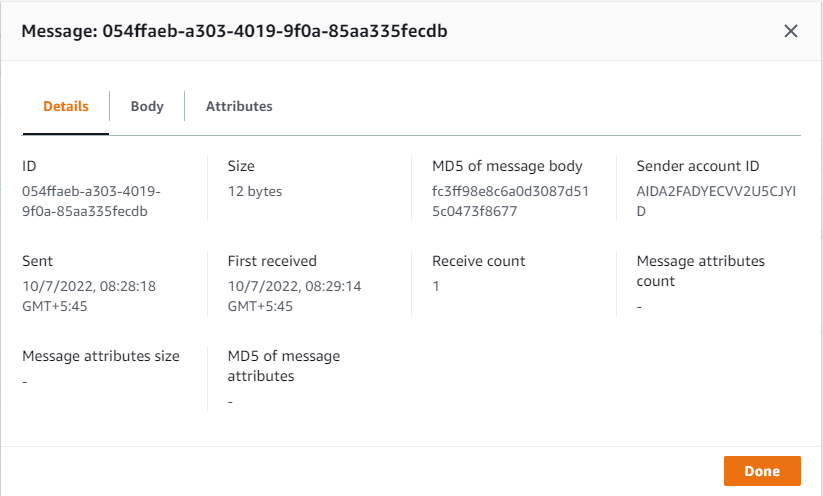 Message: 054ffaeb-a303-4019-9f0a-85aa335fecdb
Details
Body
Attributes
ID
054ffaeb-a303-4019-
9f0a-85aa335fecdb
Size
12 bytes
MD5 of message body
fc3ff98e8c6a0d3087d51
5c0473f8677
Sender account ID
AIDA2FADYECVV2U5CJYI
D
Sent
10/7/2022, 08:28:18
GMT+5:45
First received
10/7/2022, 08:29:14
GMT+5:45
Receive count
1
Message attributes
count
-
Message attributes size
-
MD5 of message
attributes
-
Done